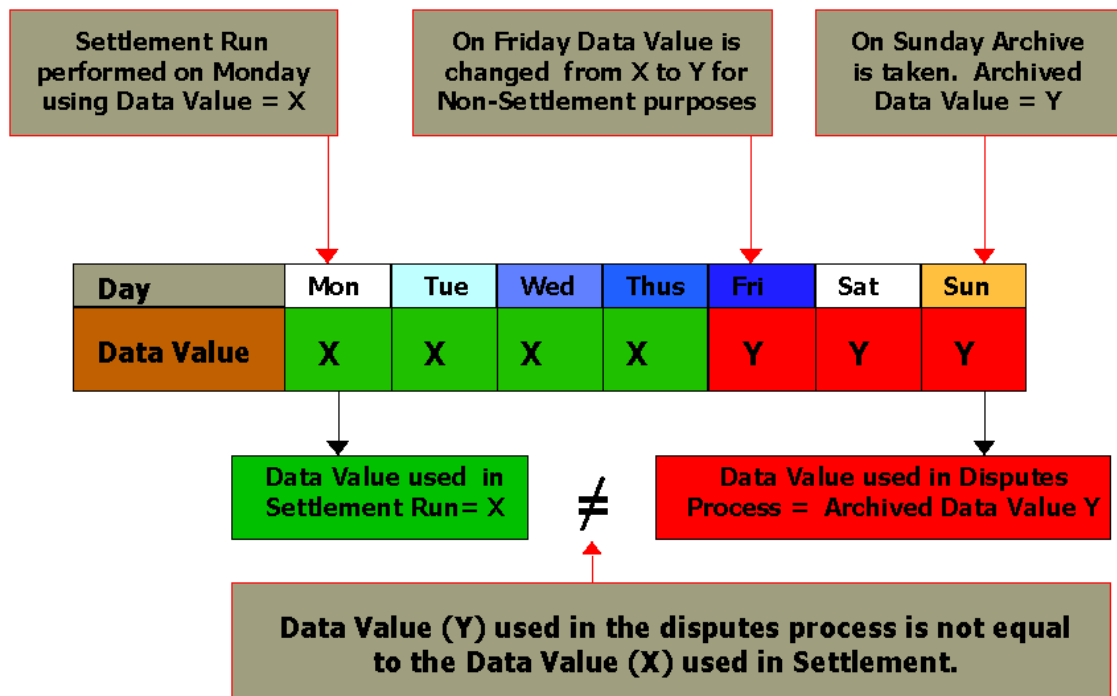 Settlement Run
performed on Monday
using Data Value = X
On Friday Data Value is
changed from X to Y for
Non-Settlement purposes
On Sunday Archive
is taken. Archived
Data Value = Y
Day Mon Tue Wed Thus Fri Sat Sun
Data Value X X X X Y Y Y
Data Value used in
Settlement Run= X
≠
Data Value used in Disputes
Process = Archived Data Value Y
Data Value (Y) used in the disputes process is not equal
to the Data Value (X) used in Settlement.